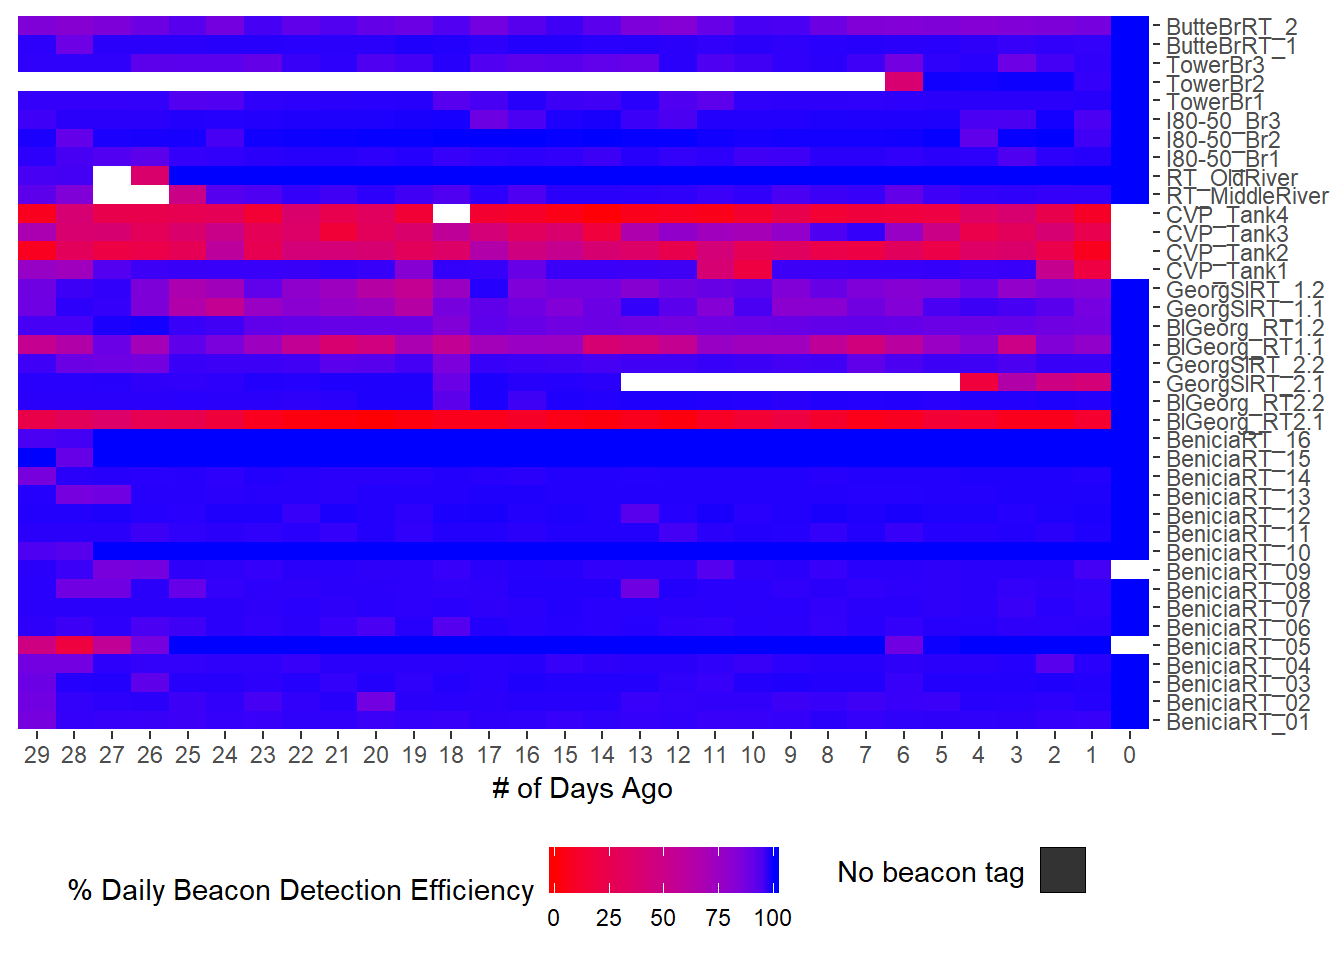 ButteBrRT_2
ButteBrRT_1
TowerBr3
TowerBr2
TowerBr1
I80-50_Br3
I80-50_Br2
I80-50_Br1
RT_OldRiver
RT_MiddleRiver
CVP_Tank4
CVP_Tank3
CVP_Tank2
CVP_Tank1
GeorgSlRT_1.2
GeorgSlRT_1.1
BlGeorg_RT1.2
BlGeorg_RT1.1
GeorgSlRT_2.2
GeorgSlRT_2.1
BlGeorg_RT2.2
BlGeorg_RT2.1
BeniciaRT_16
BeniciaRT_15
BeniciaRT_14
BeniciaRT_13
BeniciaRT_12
BeniciaRT_11
BeniciaRT_10
BeniciaRT_09
BeniciaRT_08
BeniciaRT_07
BeniciaRT_06
BeniciaRT_05
BeniciaRT_04
BeniciaRT_03
BeniciaRT_02
BeniciaRT_01
29 28 27 26 25 24 23 22 21 20 19 18 17 16 15 14 13 12 11 10 9 8 7 6 5 4 3 2 1 0
# of Days Ago
% Daily Beacon Detection Efficiency
0 25 50 75 100
No beacon tag